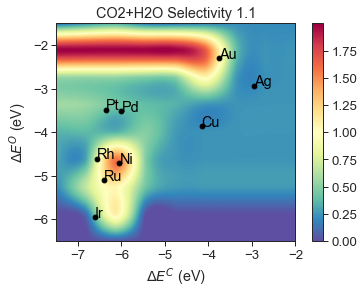 CO2+H2O Selectivity 1.1
−2
−3
−4
−5
−6
ΔE^O (eV)
Au
Ag
Pt
Pd
Cu
Rh
Ni
Ru
Ir
−7
−6
−5
−4
−3
−2
ΔE^C (eV)
1.75
1.50
1.25
1.00
0.75
0.50
0.25
0.00